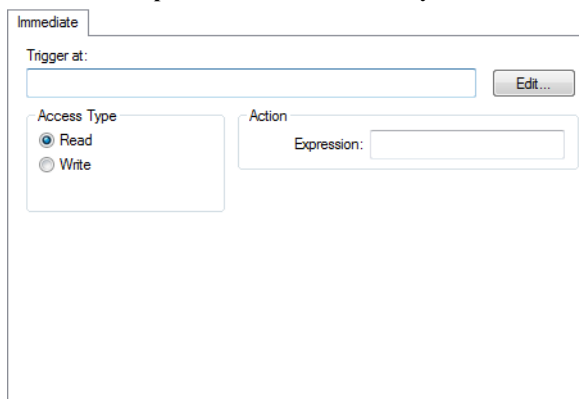 Immediate
Trigger at:
Edit...
Access Type
Action
Read
Expression:
Write